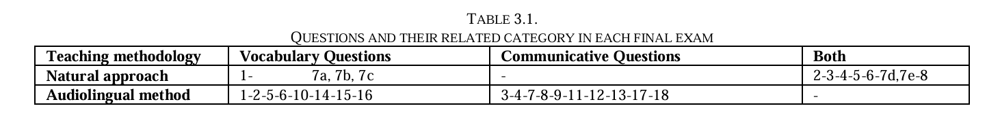 TABLE 3.1.
QUESTIONS AND THEIR RELATED CATEGORY IN EACH FINAL EXAM
Teaching methodology Vocabulary Questions Communicative Questions Both
Natural approach 1- 7a, 7b, 7c - 2-3-4-5-6-7d,7e-8
Audiolingual method 1-2-5-6-10-14-15-16 3-4-7-8-9-11-12-13-17-18 -